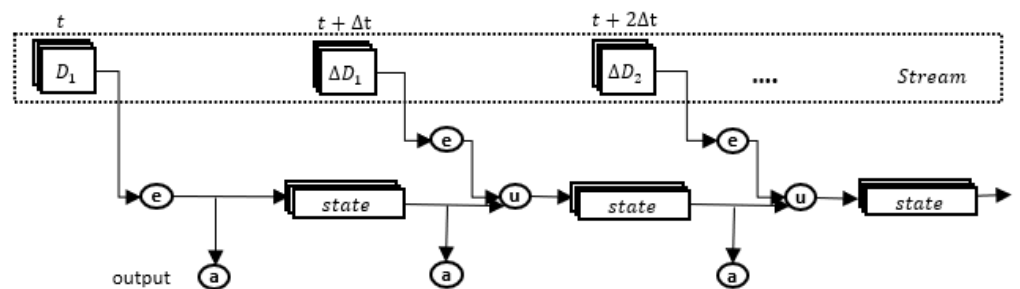 t
t + Δt
t + 2Δt
D₁
ΔD₁
ΔD₂
....
Stream
e
e
e
state
u
state
u
state
output
a
a
a